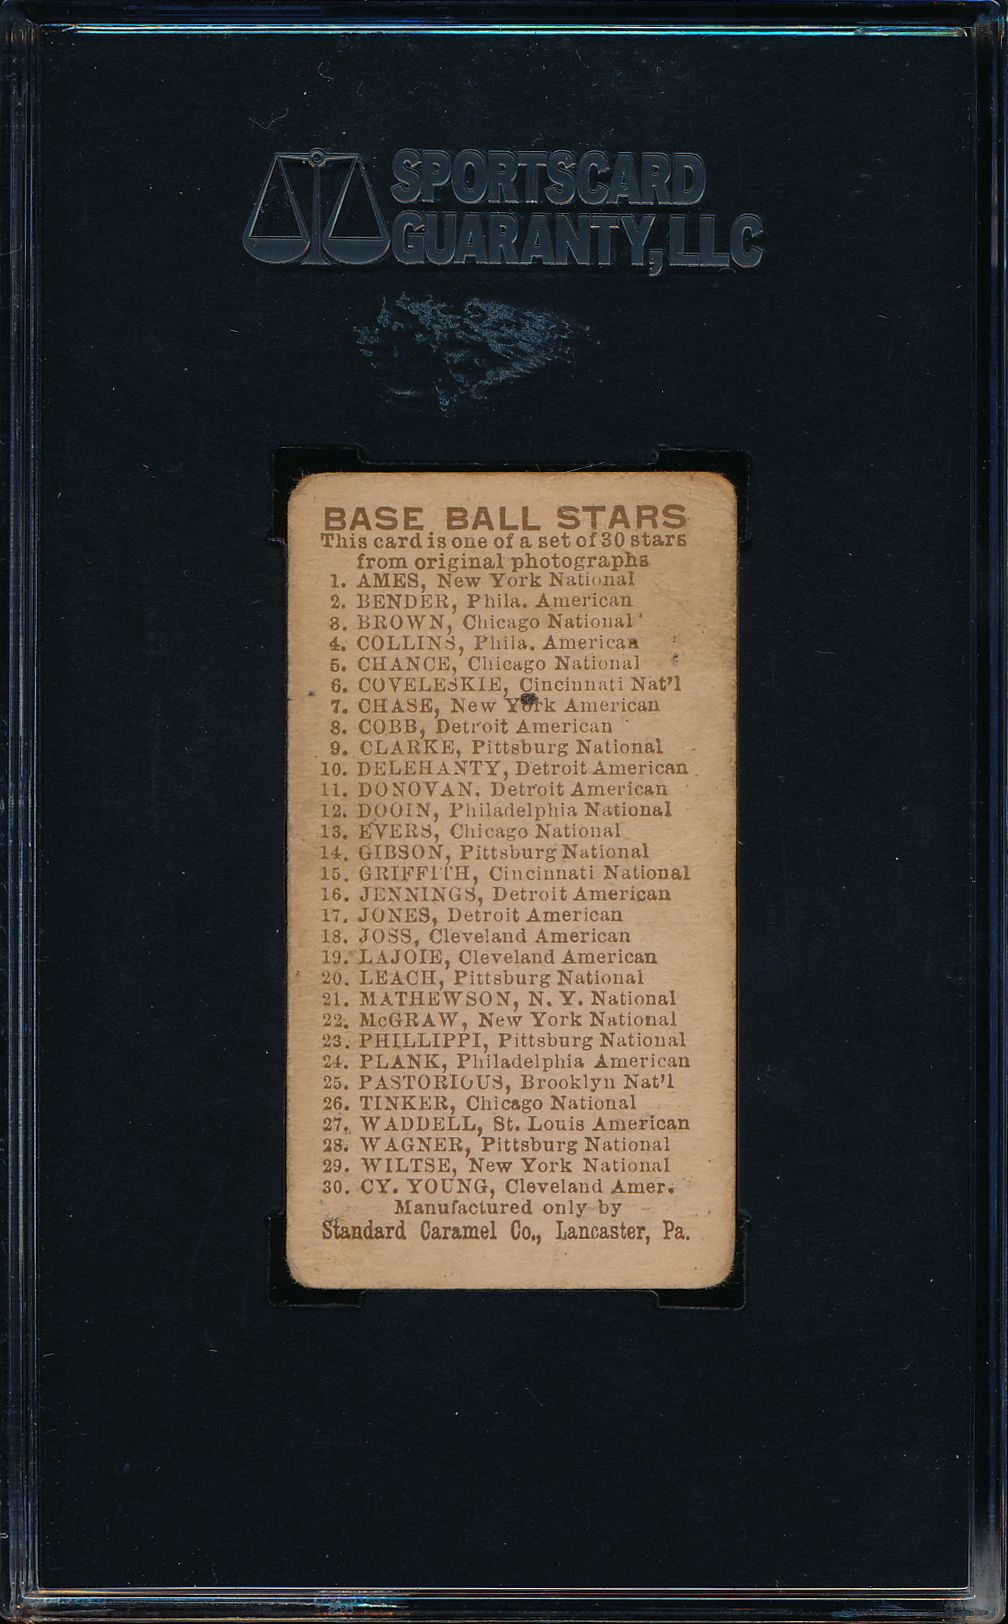 SPORTSCARD
GUARANTY, LLC
BASE BALL STARS
This card is one of a set of 30 stars
from original photographs
1. AMES, New York National
2. BENDER, Phila. American
3. BROWN, Chicago National
4. COLLINS, Phila. American
5. CHANCE, Chicago National
6. COVELESKIE, Cincinnati Nat'l
7. CHASE, New York American
8. COBB, Detroit American
9. CLARKE, Pittsburg National
10. DELEHANTY, Detroit American
11. DONOVAN, Detroit American
12. DOOIN, Philadelphia National
13. EVERS, Chicago National
14. GIBSON, Pittsburg National
15. GRIFFITH, Cincinnati National
16. JENNINGS, Detroit American
17. JONES, Detroit American
18. JOSS, Cleveland American
19. LAJOIE, Cleveland American
20. LEACH, Pittsburg National
21. MATHEWSON, N. Y. National
22. McGRAW, New York National
23. PHILLIPPI, Pittsburg National
24. PLANK, Philadelphia American
25. PASTORIOUS, Brooklyn Nat'l
26. TINKER, Chicago National
27. WADDELL, St. Louis American
28. WAGNER, Pittsburg National
29. WILTSE, New York National
30. CY. YOUNG, Cleveland Amer.
Manufactured only by
Standard Caramel Co., Lancaster, Pa.